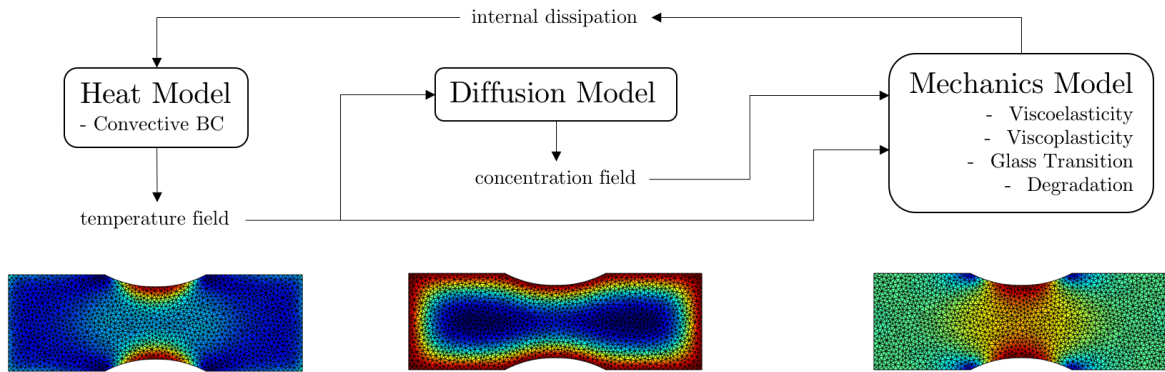 internal dissipation
Heat Model
- Convective BC
Diffusion Model
Mechanics Model
- Viscoelasticity
- Viscoplasticity
- Glass Transition
- Degradation
concentration field
temperature field